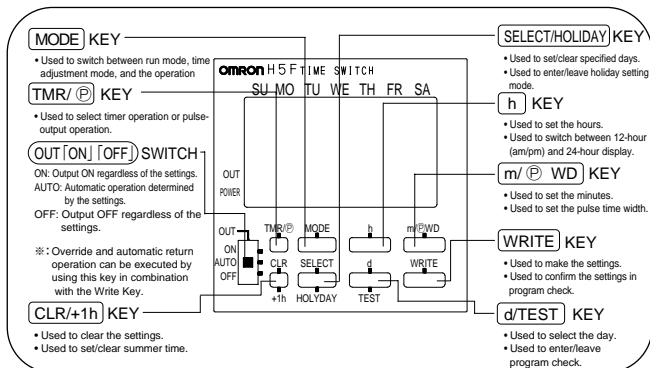 MODE KEY
• Used to switch between run mode, time
adjustment mode, and the operation
TMR/ Ⓟ KEY
• Used to select timer operation or pulse-
output operation.
OUT「ON」「OFF」 SWITCH
ON: Output ON regardless of the settings.
AUTO: Automatic operation determined
by the settings.
OFF: Output OFF regardless of the
settings.
※: Override and automatic return
operation can be executed by
using this key in combination
with the Write Key.
CLR/+1h KEY
• Used to clear the settings.
• Used to set/clear summer time.
OMRON H5F TIME SWITCH
SU MO TU WE TH FR SA
OUT
POWER
OUT
ON
AUTO
OFF
TMR/Ⓟ MODE h m/ⓅWD
CLR SELECT d WRITE
+1h HOLYDAY TEST
SELECT/HOLIDAY KEY
• Used to set/clear specified days.
• Used to enter/leave holiday setting
mode.
h KEY
• Used to set the hours.
• Used to switch between 12-hour
(am/pm) and 24-hour display.
m/ Ⓟ WD KEY
• Used to set the minutes.
• Used to set the pulse time width.
WRITE KEY
• Used to make the settings.
• Used to confirm the settings in
program check.
d/TEST KEY
• Used to select the day.
• Used to enter/leave
program check.